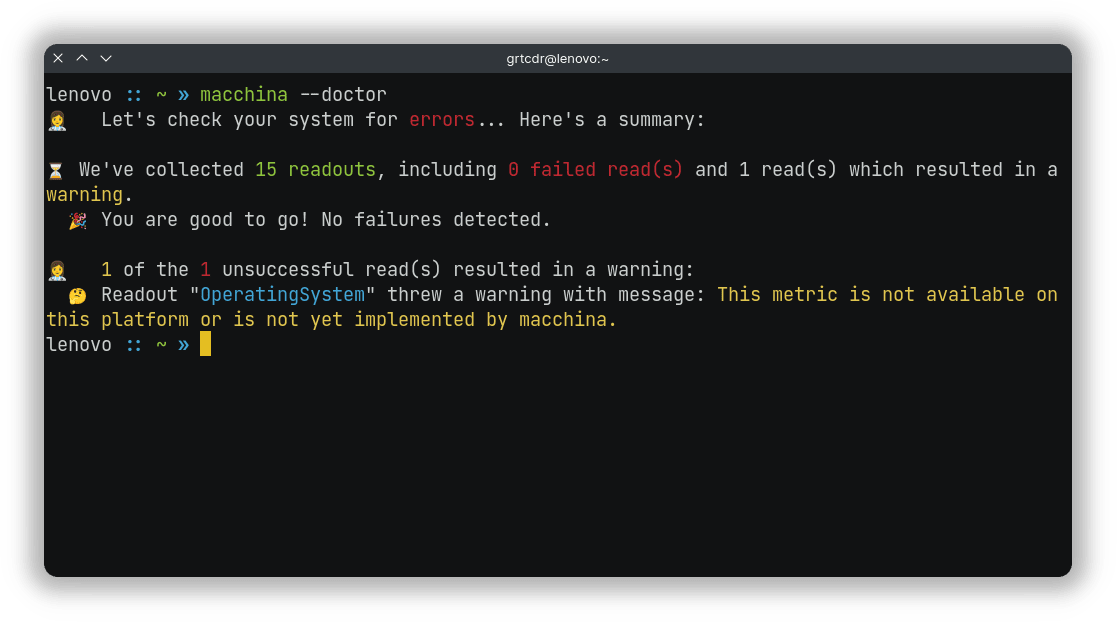 grtcdr@lenovo:~
lenovo :: ~ » macchina --doctor
👩‍⚕️ Let's check your system for errors... Here's a summary:
⏳ We've collected 15 readouts, including 0 failed read(s) and 1 read(s) which resulted in a
warning.
🎉 You are good to go! No failures detected.
👩‍⚕️ 1 of the 1 unsuccessful read(s) resulted in a warning:
🤔 Readout "OperatingSystem" threw a warning with message: This metric is not available on
this platform or is not yet implemented by macchina.
lenovo :: ~ »